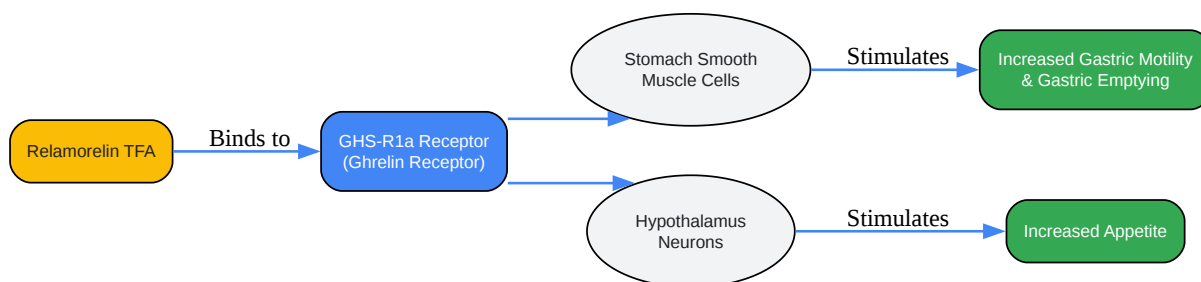 Relamorelin TFA
Binds to
GHS-R1a Receptor
(Ghrelin Receptor)
Stomach Smooth
Muscle Cells
Stimulates
Increased Gastric Motility
& Gastric Emptying
Hypothalamus
Neurons
Stimulates
Increased Appetite